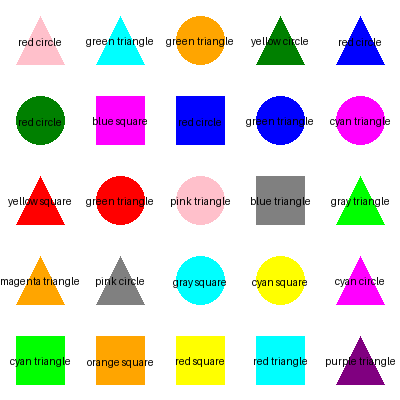 red circle green triangle green triangle yellow circle red circle
red circle blue square red circle green triangle cyan triangle
yellow square green triangle pink triangle blue triangle gray triangle
magenta triangle pink circle gray square cyan square cyan circle
cyan triangle orange square red square red triangle purple triangle